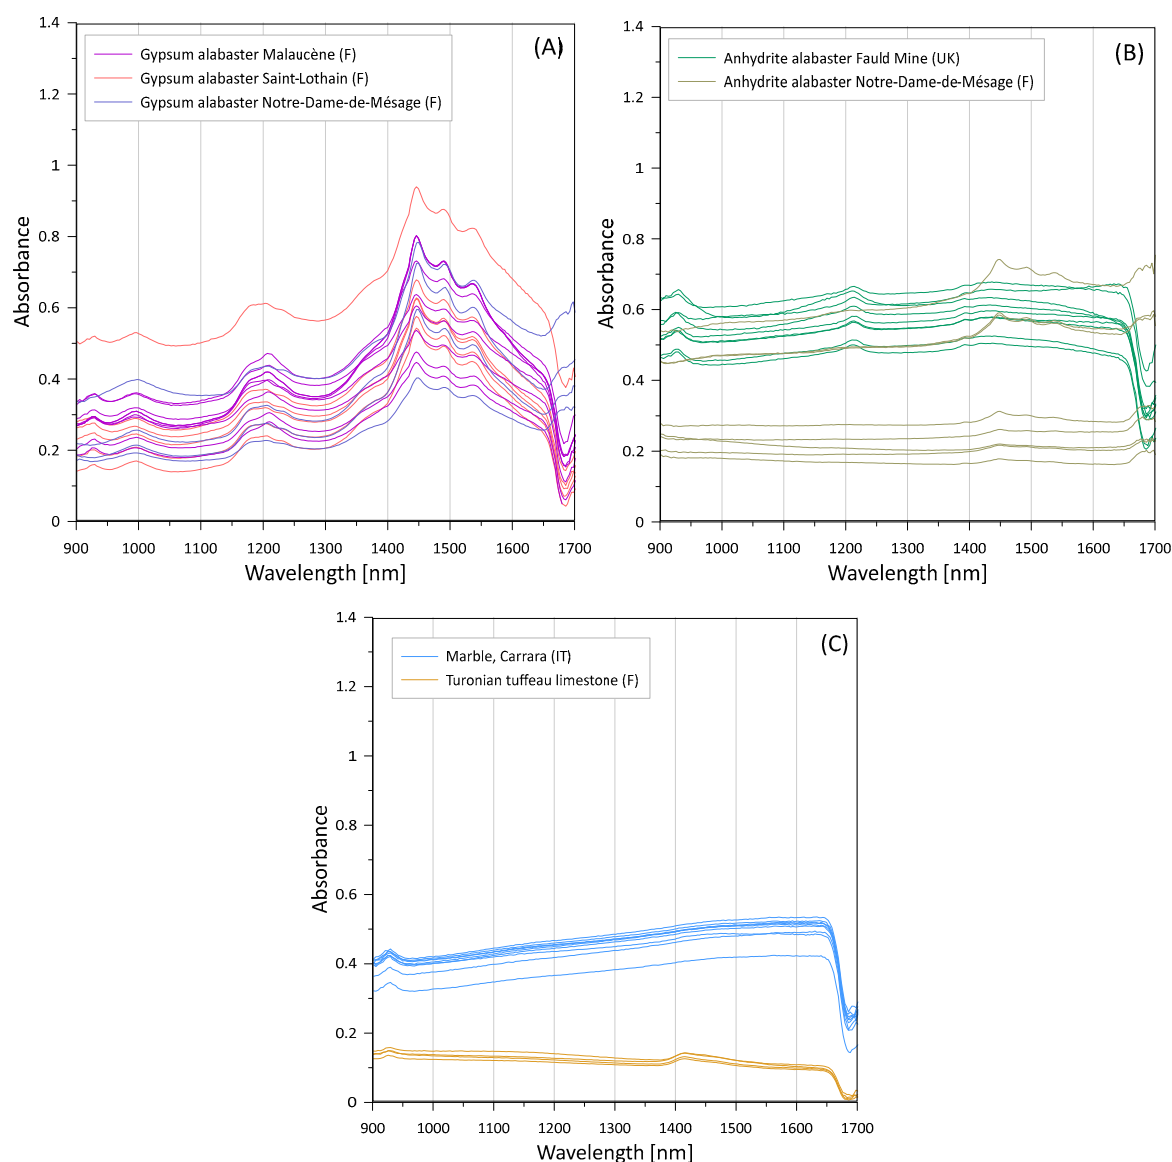 (A)
Gypsum alabaster Malaucène (F)
Gypsum alabaster Saint-Lothain (F)
Gypsum alabaster Notre-Dame-de-Mésage (F)
1.4
1.2
1
0.8
0.6
0.4
0.2
0
Absorbance
900 1000 1100 1200 1300 1400 1500 1600 1700
Wavelength [nm]
(B)
Anhydrite alabaster Fauld Mine (UK)
Anhydrite alabaster Notre-Dame-de-Mésage (F)
1.4
1.2
1
0.8
0.6
0.4
0.2
0
Absorbance
900 1000 1100 1200 1300 1400 1500 1600 1700
Wavelength [nm]
(C)
Marble, Carrara (IT)
Turonian tuffeau limestone (F)
1.4
1.2
1
0.8
0.6
0.4
0.2
0
Absorbance
900 1000 1100 1200 1300 1400 1500 1600 1700
Wavelength [nm]